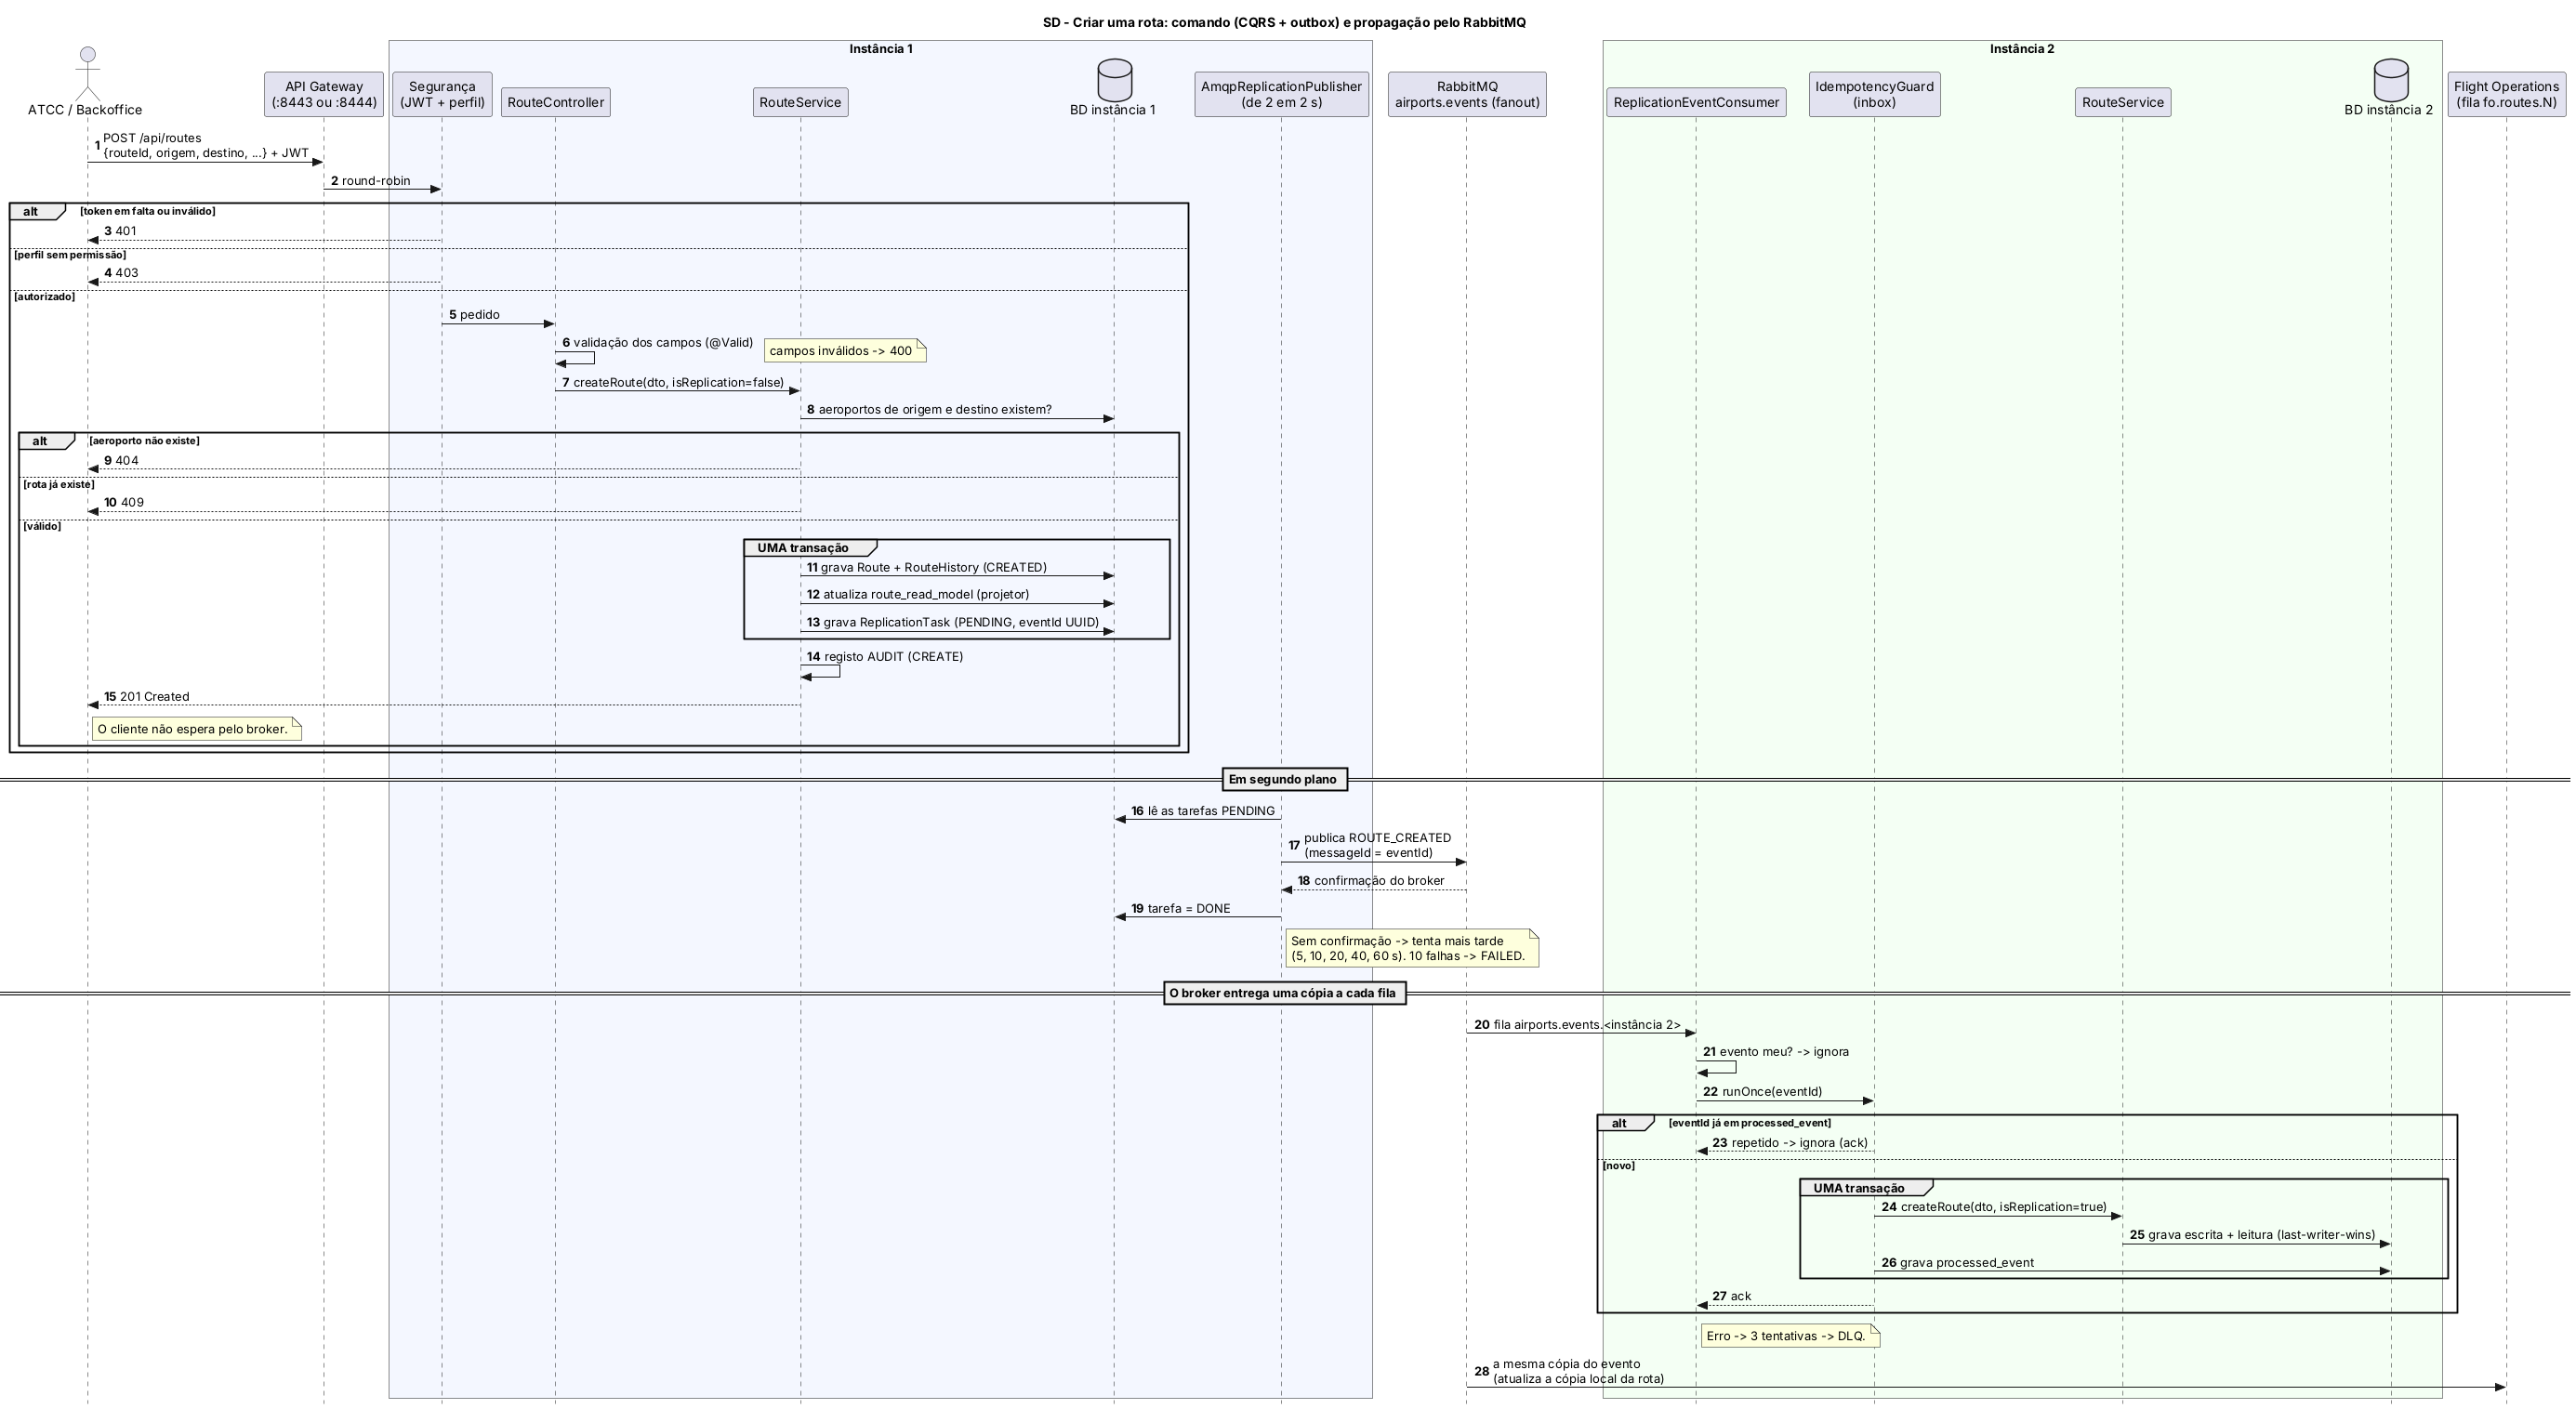 SD - Criar uma rota: comando (CQRS + outbox) e propagação pelo RabbitMQ
Instância 1
Instância 2
ATCC / Backoffice
API Gateway
(:8443 ou :8444)
Segurança
(JWT + perfil)
RouteController
RouteService
BD instância 1
AmqpReplicationPublisher
(de 2 em 2 s)
RabbitMQ
airports.events (fanout)
ReplicationEventConsumer
IdempotencyGuard
(inbox)
RouteService
BD instância 2
Flight Operations
(fila fo.routes.N)
1 POST /api/routes
{routeId, origem, destino, ...} + JWT
2 round-robin
alt [token em falta ou inválido]
3 401
[perfil sem permissão]
4 403
[autorizado]
5 pedido
6 validação dos campos (@Valid)
campos inválidos -> 400
7 createRoute(dto, isReplication=false)
8 aeroportos de origem e destino existem?
alt [aeroporto não existe]
9 404
[rota já existe]
10 409
[válido]
UMA transação
11 grava Route + RouteHistory (CREATED)
12 atualiza route_read_model (projetor)
13 grava ReplicationTask (PENDING, eventId UUID)
14 registo AUDIT (CREATE)
15 201 Created
O cliente não espera pelo broker.
Em segundo plano
16 lê as tarefas PENDING
17 publica ROUTE_CREATED
(messageId = eventId)
18 confirmação do broker
19 tarefa = DONE
Sem confirmação -> tenta mais tarde
(5, 10, 20, 40, 60 s). 10 falhas -> FAILED.
O broker entrega uma cópia a cada fila
20 fila airports.events.<instância 2>
21 evento meu? -> ignora
22 runOnce(eventId)
alt [eventId já em processed_event]
23 repetido -> ignora (ack)
[novo]
UMA transação
24 createRoute(dto, isReplication=true)
25 grava escrita + leitura (last-writer-wins)
26 grava processed_event
27 ack
Erro -> 3 tentativas -> DLQ.
28 a mesma cópia do evento
(atualiza a cópia local da rota)